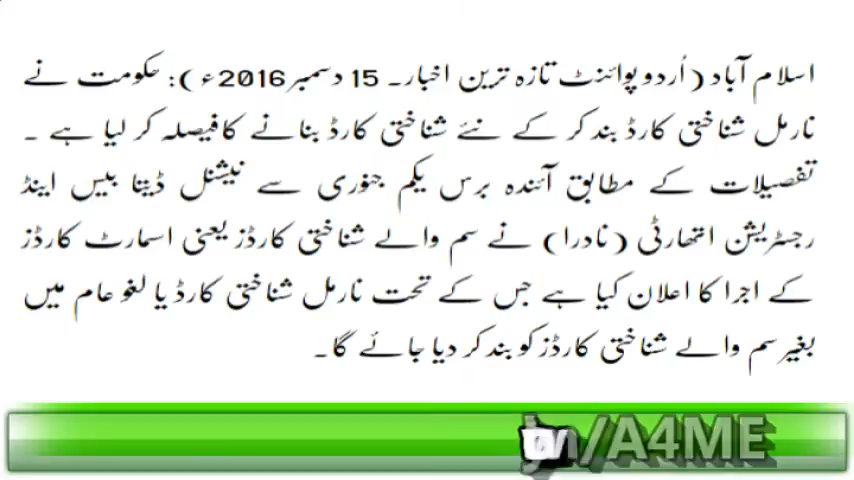 اسلام آباد (اُردو پوائنٹ تازہ ترین اخبار۔ 15 دسمبر 2016ء): حکومت نے
نارمل شناختی کارڈ بند کر کے نئے شناختی کارڈ بنانے کا فیصلہ کر لیا ہے ۔
تفصیلات کے مطابق آئندہ برس یکم جنوری سے نیشنل ڈیتا بیس اینڈ
رجسٹریشن اتھارٹی (نادرا) نے سم والے شناختی کارڈز یعنی اسمارٹ کارڈز
کے اجرا کا اعلان کیا ہے جس کے تحت نارمل شناختی کارڈ یا لغو عام میں
بغیر سم والے شناختی کارڈز کو بند کر دیا جائے گا۔
/A4ME